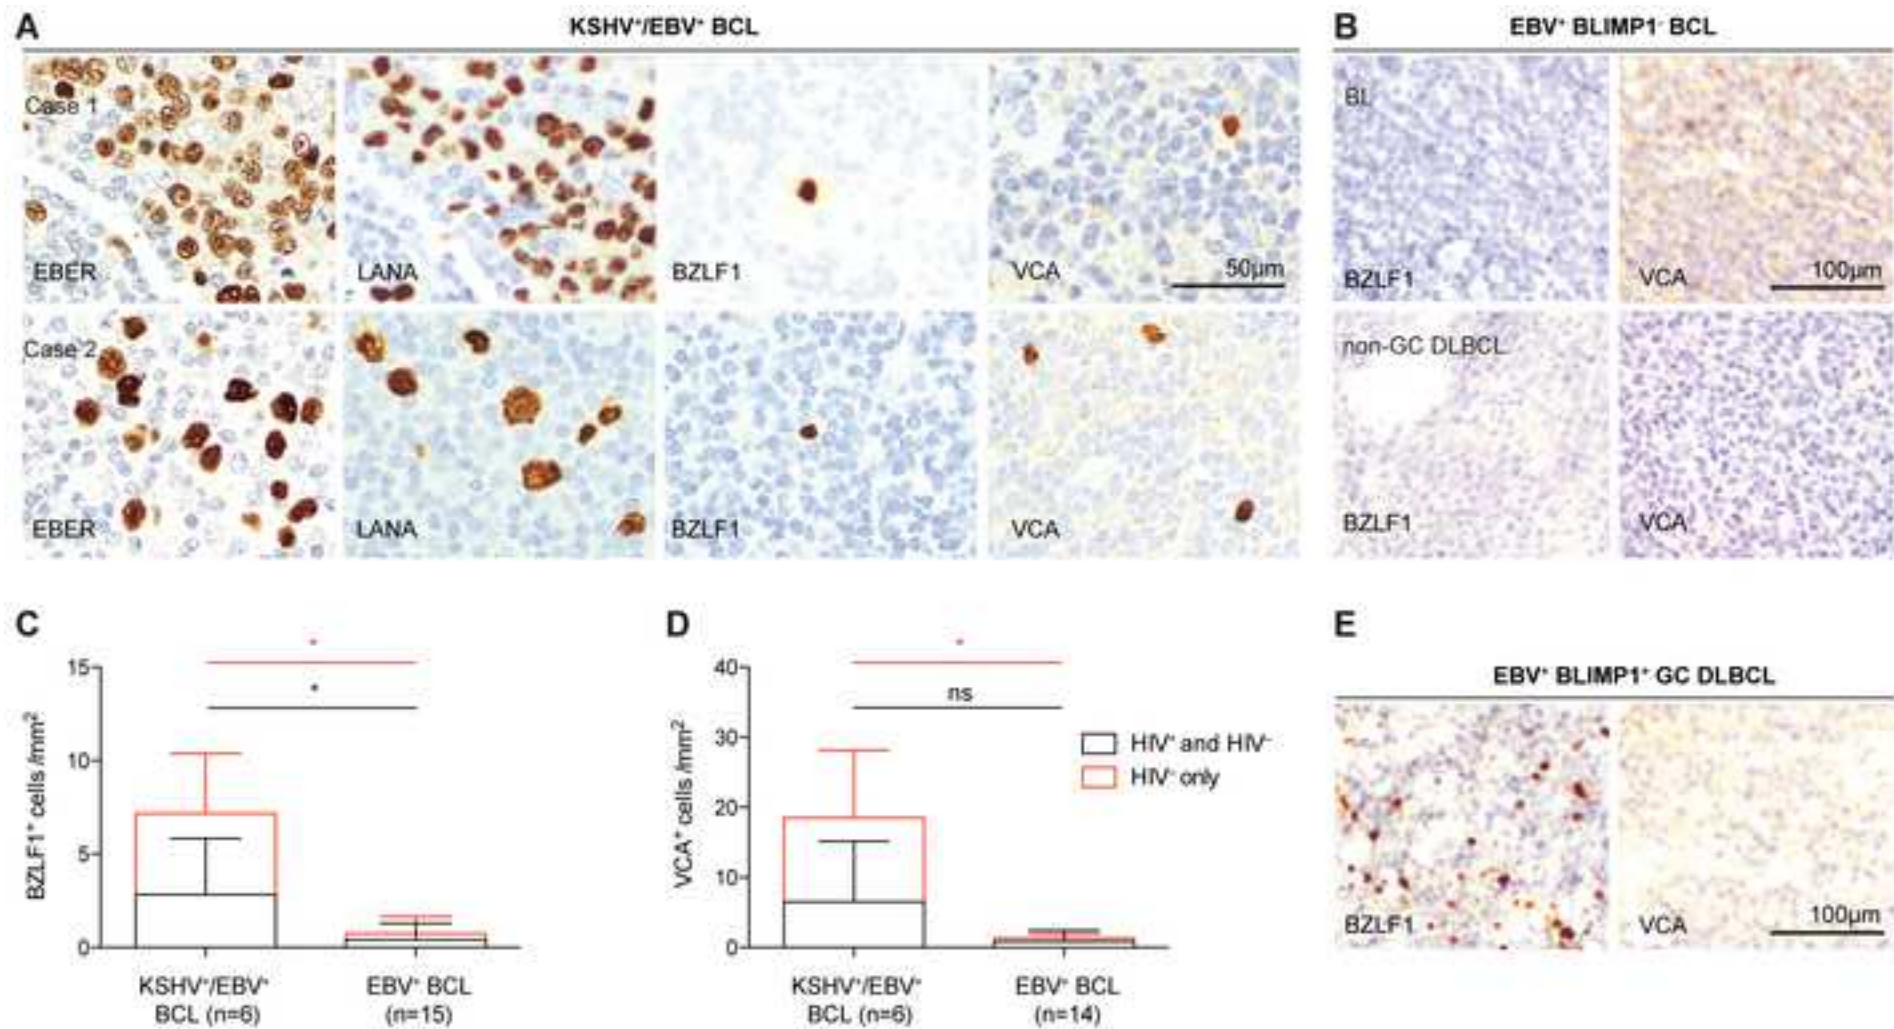 A
KSHV⁺/EBV⁺ BCL
Case 1
EBER
LANA
BZLF1
VCA
50µm
Case 2
EBER
LANA
BZLF1
VCA
B
EBV⁺ BLIMP1⁻ BCL
BL
BZLF1
VCA
100µm
non-GC DLBCL
BZLF1
VCA
C
*
*
BZLF1⁺ cells /mm²
15
10
5
0
KSHV⁺/EBV⁺
BCL (n=6)
EBV⁺ BCL
(n=15)
D
*
ns
VCA⁺ cells /mm²
40
30
20
10
0
KSHV⁺/EBV⁺
BCL (n=6)
EBV⁺ BCL
(n=14)
HIV⁺ and HIV⁻
only
E
EBV⁺ BLIMP1⁺ GC DLBCL
BZLF1
VCA
100µm